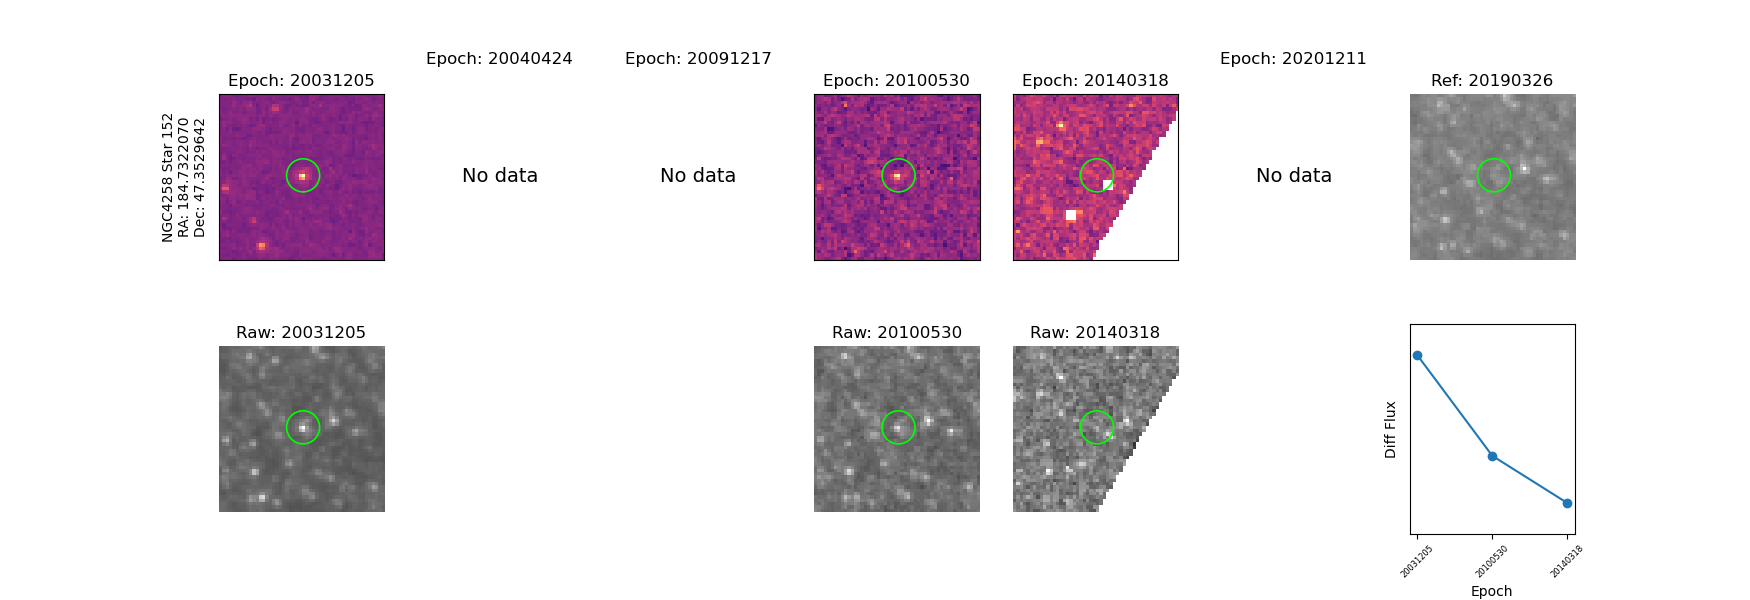 Epoch: 20040424
Epoch: 20091217
Epoch: 20201211
Epoch: 20031205
Epoch: 20100530
Epoch: 20140318
Ref: 20190326
NGC4258 Star 152
RA: 184.7322070
Dec: 47.3529642
No data
No data
No data
Raw: 20031205
Raw: 20100530
Raw: 20140318
Diff Flux
20031205
20100530
20140318
Epoch